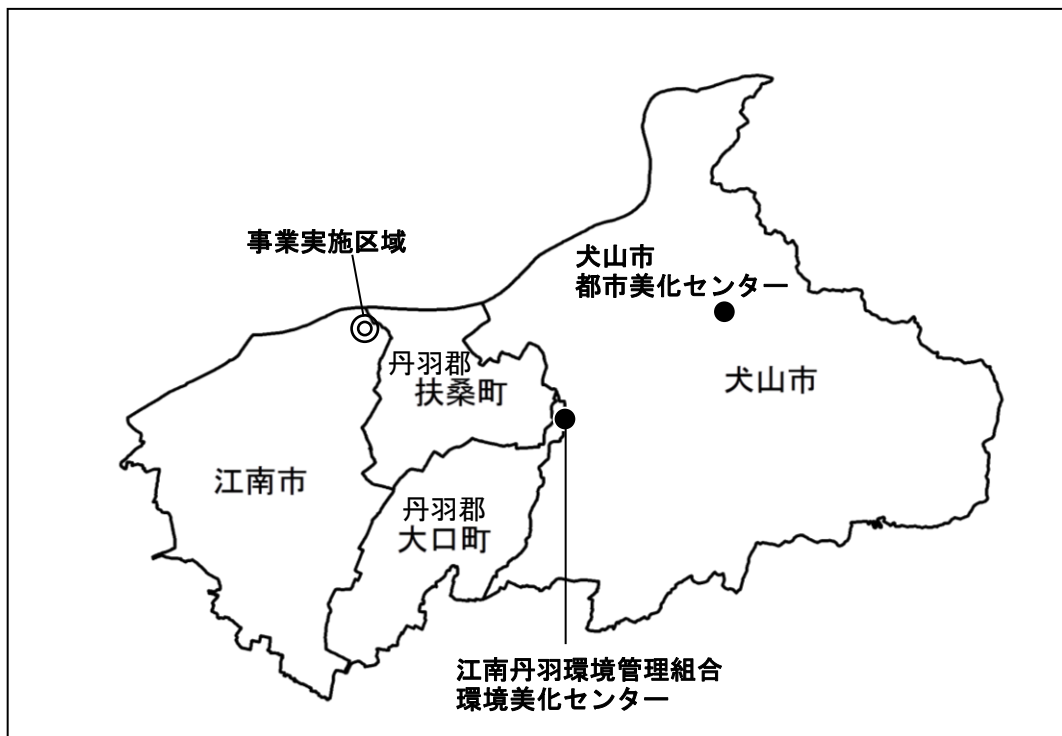 事業実施区域
犬山市
都市美化センター
丹羽郡
扶桑町
犬山市
江南市
丹羽郡
大口町
江南丹羽環境管理組合
環境美化センター